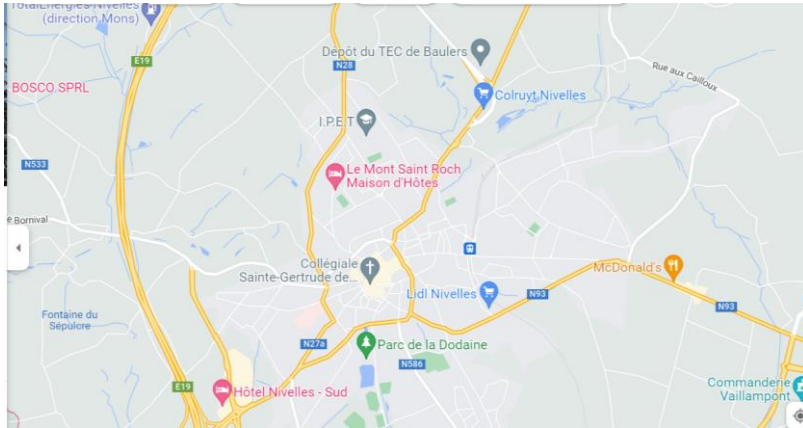 TotalEnergies Nivelles
(direction Mons)
E19
N28
Dépôt du TEC de Baulers
Rue aux Cailloux
BOSCO SPRL
Colruyt Nivelles
I.P.E.T
N533
Le Mont Saint Roch
Maison d'Hôtes
e Bornival
Collégiale
Sainte-Gertrude de...
McDonald's
Lidl Nivelles
N93
N93
Fontaine du
Sépulcre
N27a
Parc de la Dodaine
N586
E19
Hôtel Nivelles - Sud
Commanderie
Vaillampont